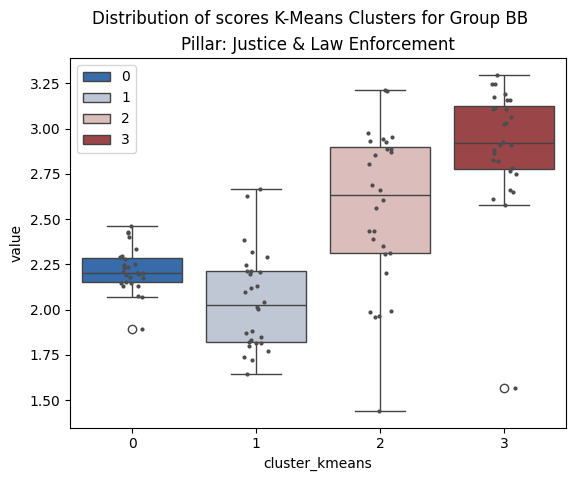 Distribution of scores K-Means Clusters for Group BB
Pillar: Justice & Law Enforcement
0
1
2
3
3.25
3.00
2.75
2.50
2.25
2.00
1.75
1.50
value
0 1 2 3
cluster_kmeans